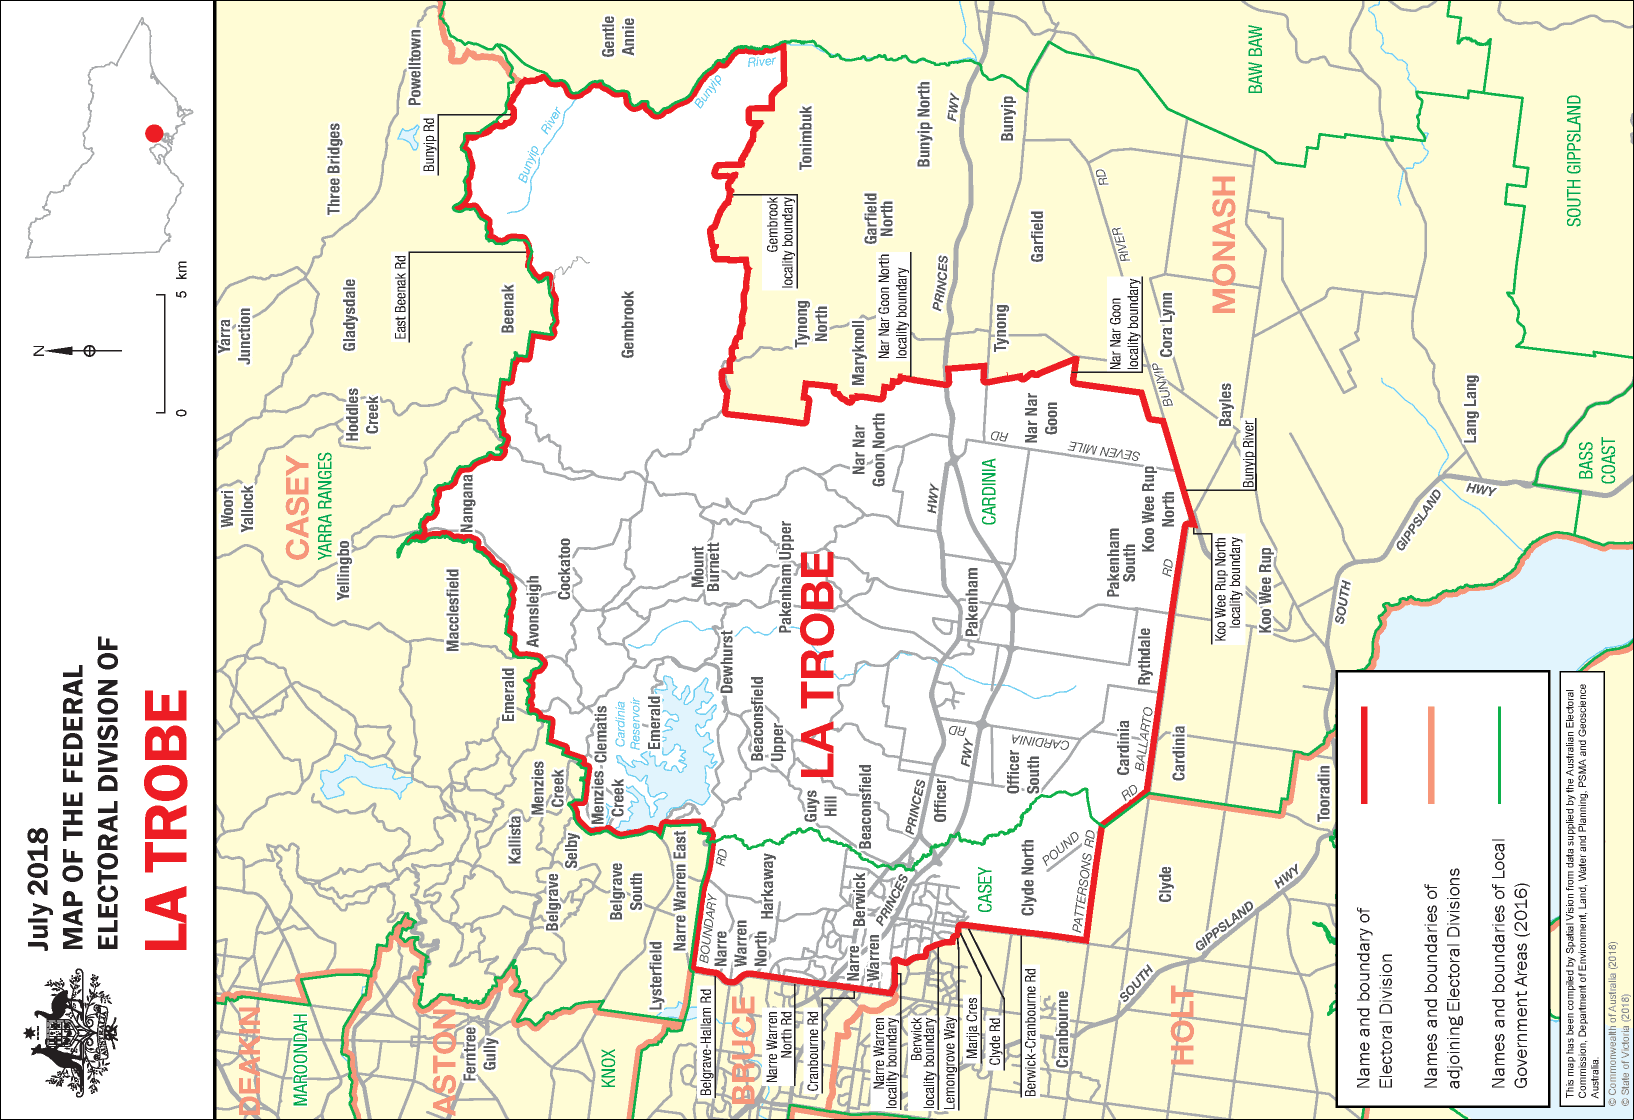 July 2018
MAP OF THE FEDERAL
ELECTORAL DIVISION OF
LA TROBE
N
0
5 km
DEAKIN
MAROONDAH
ASTON
Ferntree
Gully
KNOX
BRUCE
CASEY
YARRA RANGES
Yarra
Junction
Woori
Yallock
Yellingbo
Hoddles
Creek
Gladysdale
Three Bridges
Powelltown
Gentle
Annie
Bunyip Rd
East Beenak Rd
Beenak
Bunyip
River
Bunyip
River
Gembrook
Nangana
Macclesfield
Avonsleigh
Cockatoo
Emerald
Clematis
Menzies
Creek
Menzies
Creek
Kallista
Selby
Belgrave
Belgrave
South
Lysterfield
Narre Warren East
Cardinia
Reservoir
Emerald
Dewhurst
Mount
Burnett
Pakenham Upper
Beaconsfield
Upper
Guys
Hill
Beaconsfield
LA TROBE
BOUNDARY
RD
Harkaway
Narre
Warren
North
Narre
Warren
Berwick
PRINCES
PRINCES
HWY
PRINCES
FWY
FWY
Officer
Officer
South
CARDINIA
RD
Pakenham
Pakenham
South
Rythdale
Cardinia
Cardinia
BALLARTO
RD
RD
CASEY
Clyde North
POUND
PATTERSONS RD
Clyde
CARDINIA
Nar Nar
Goon North
Nar Nar
Goon
SEVEN MILE
RD
Koo Wee Rup
North
Koo Wee Rup
Koo Wee Rup North
locality boundary
Bunyip River
Gembrook
locality boundary
Nar Nar Goon North
locality boundary
Nar Nar Goon
locality boundary
Tonimbuk
Tynong
North
Maryknoll
Garfield
North
Bunyip North
Bunyip
Garfield
Tynong
Cora Lynn
Bayles
BUNYIP
RIVER
RD
MONASH
BAW BAW
SOUTH GIPPSLAND
BASS
COAST
Lang Lang
SOUTH
GIPPSLAND
HWY
Tooradin
SOUTH
GIPPSLAND
HWY
HOLT
Cranbourne
Belgrave-Hallam Rd
Narre Warren
North Rd
Cranbourne Rd
Narre Warren
locality boundary
Berwick
locality boundary
Lemongrove Way
Marija Cres
Clyde Rd
Berwick-Cranbourne Rd
Name and boundary of
Electoral Division
Names and boundaries of
adjoining Electoral Divisions
Names and boundaries of Local
Government Areas (2016)
This map has been compiled by Spatial Vision from data supplied by the Australian Electoral
Commission, Department of Environment, Land, Water and Planning, PSMA and Geoscience
Australia.
© Commonwealth of Australia (2018)
© State of Victoria (2018)